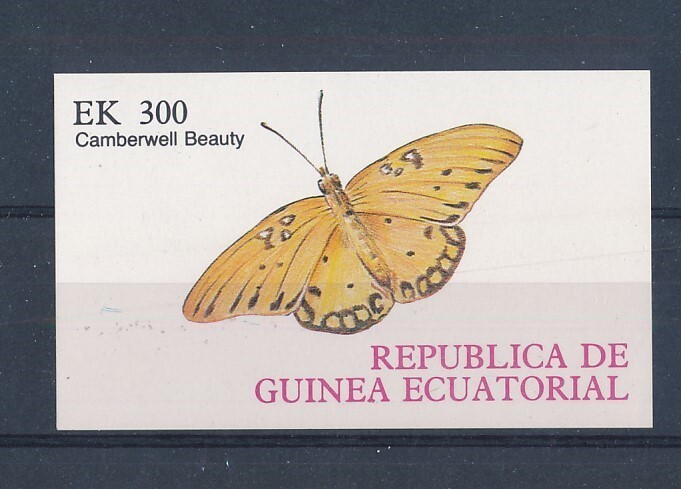 EK 300
Camberwell Beauty
REPUBLICA DE
GUINEA ECUATORIAL